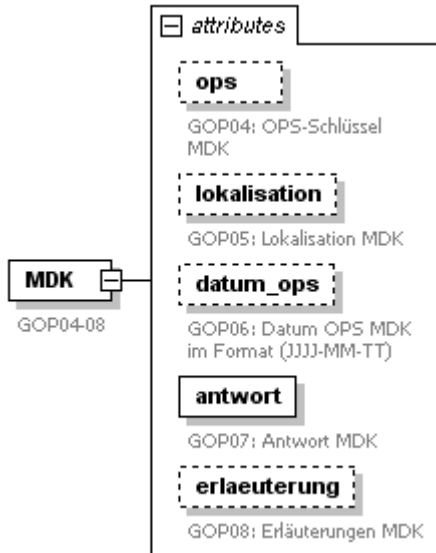 attributes
ops
GOP04: OPS-Schlüssel
MDK
lokalisation
GOP05: Lokalisation MDK
MDK
GOP04-08
datum_ops
GOP06: Datum OPS MDK
im Format (JJJJ-MM-TT)
antwort
GOP07: Antwort MDK
erlaeuterung
GOP08: Erläuterungen MDK